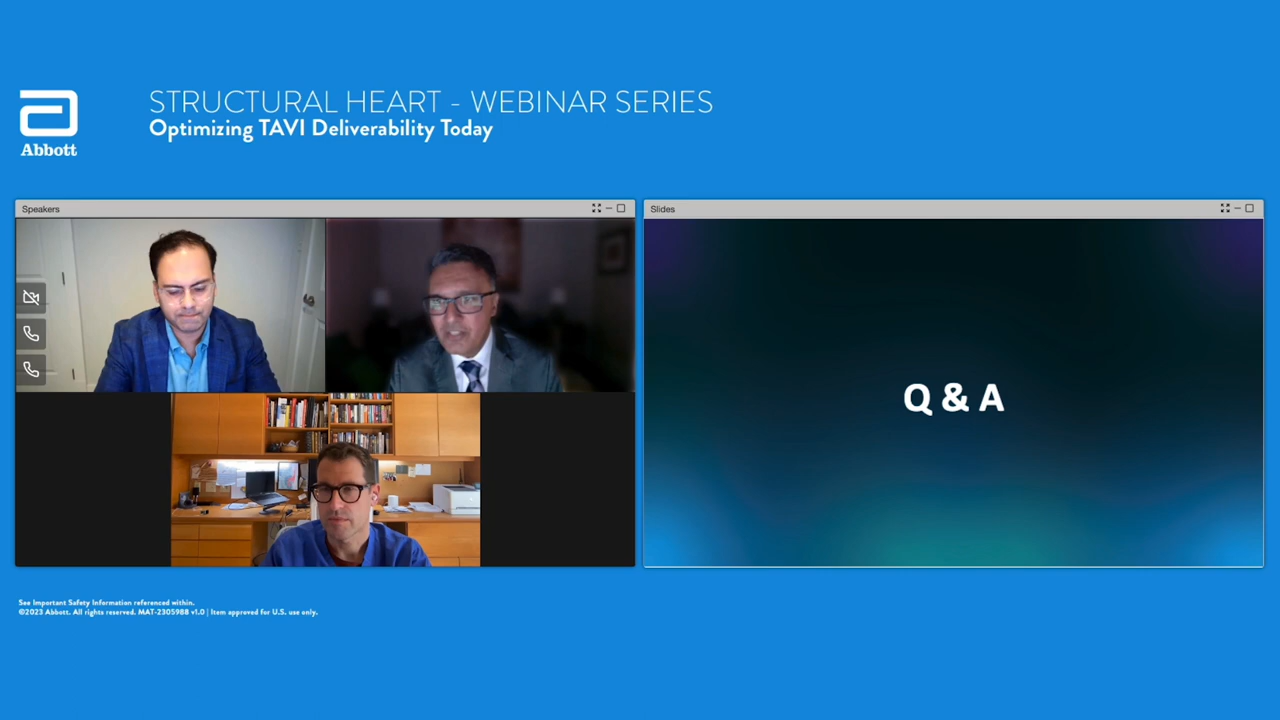 Abbott
STRUCTURAL HEART - WEBINAR SERIES
Optimizing TAVI Deliverability Today
Speakers
Slides
Q & A
See Important Safety Information referenced within.
©2023 Abbott. All rights reserved. MAT-2305988 v1.0 | Item approved for U.S. use only.